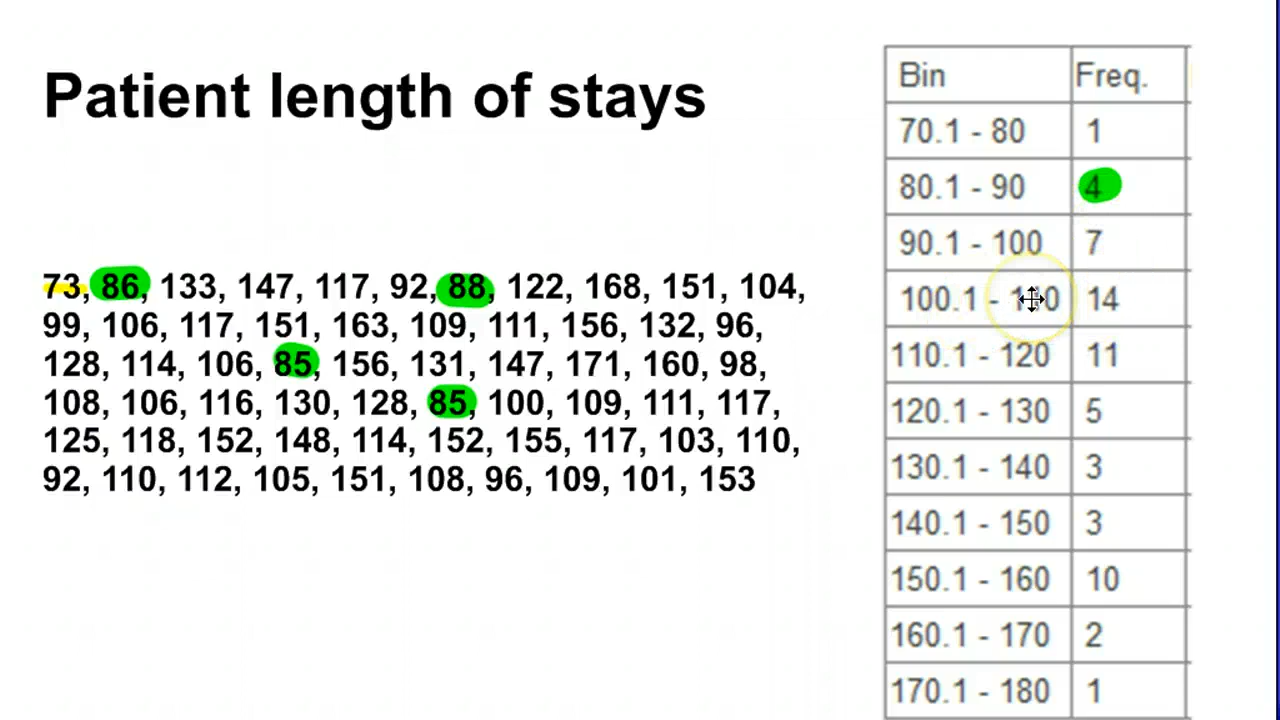 Patient length of stays
73, 86, 133, 147, 117, 92, 88, 122, 168, 151, 104,
99, 106, 117, 151, 163, 109, 111, 156, 132, 96,
128, 114, 106, 85, 156, 131, 147, 171, 160, 98,
108, 106, 116, 130, 128, 85, 100, 109, 111, 117,
125, 118, 152, 148, 114, 152, 155, 117, 103, 110,
92, 110, 112, 105, 151, 108, 96, 109, 101, 153
Bin Freq.
70.1 - 80 1
80.1 - 90 4
90.1 - 100 7
100.1 - 110 14
110.1 - 120 11
120.1 - 130 5
130.1 - 140 3
140.1 - 150 3
150.1 - 160 10
160.1 - 170 2
170.1 - 180 1